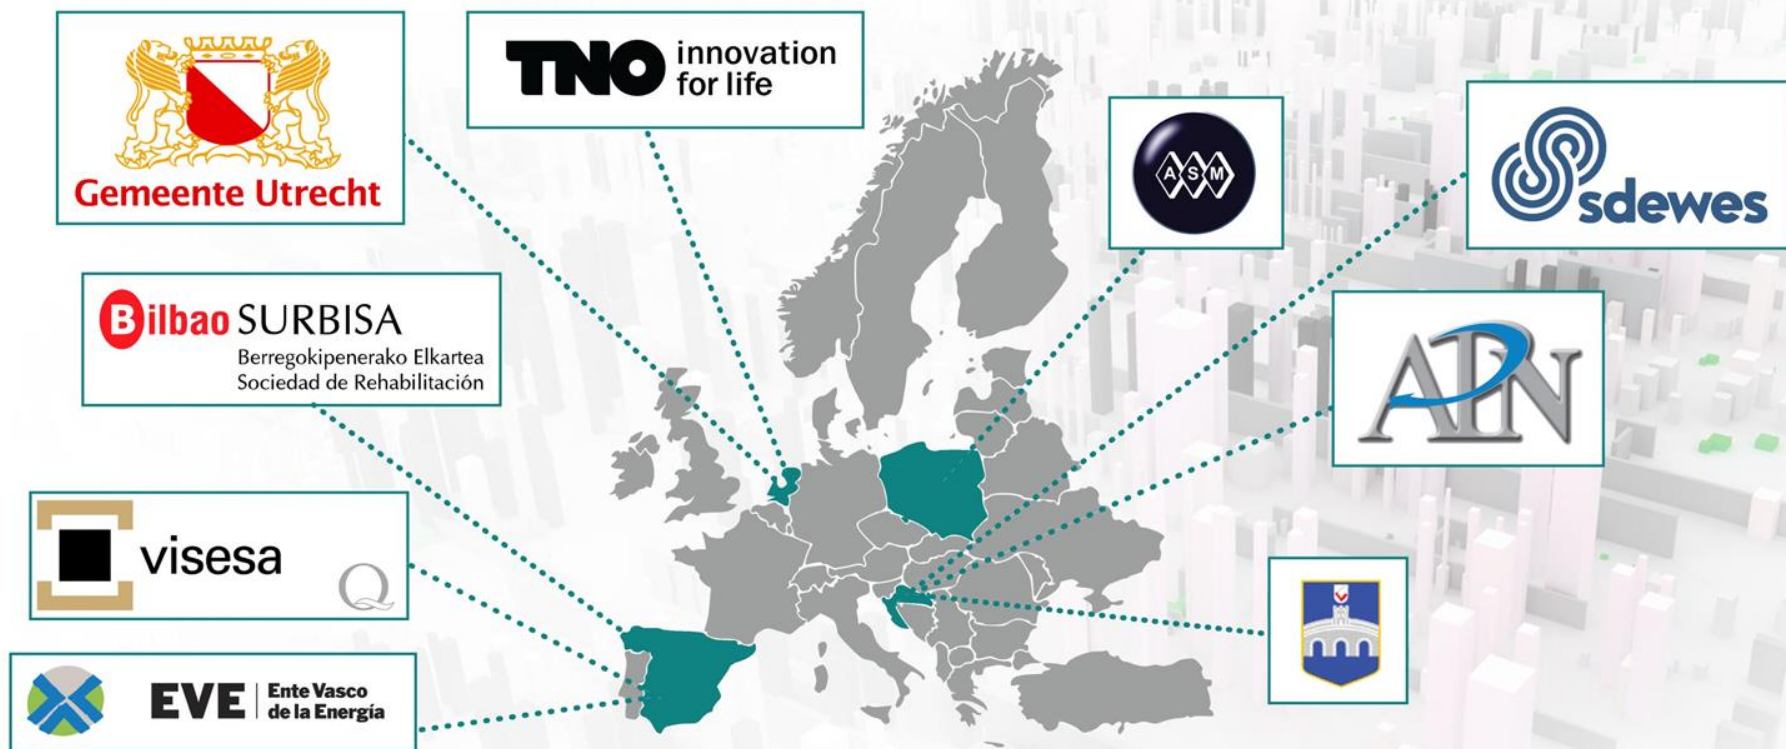 Gemeente Utrecht
TNO innovation
for life
ASM
sdewes
Bilbao SURBISA
Berregokipenerako Elkartea
Sociedad de Rehabilitación
APN
visesa
Q
EVE Ente Vasco
de la Energía